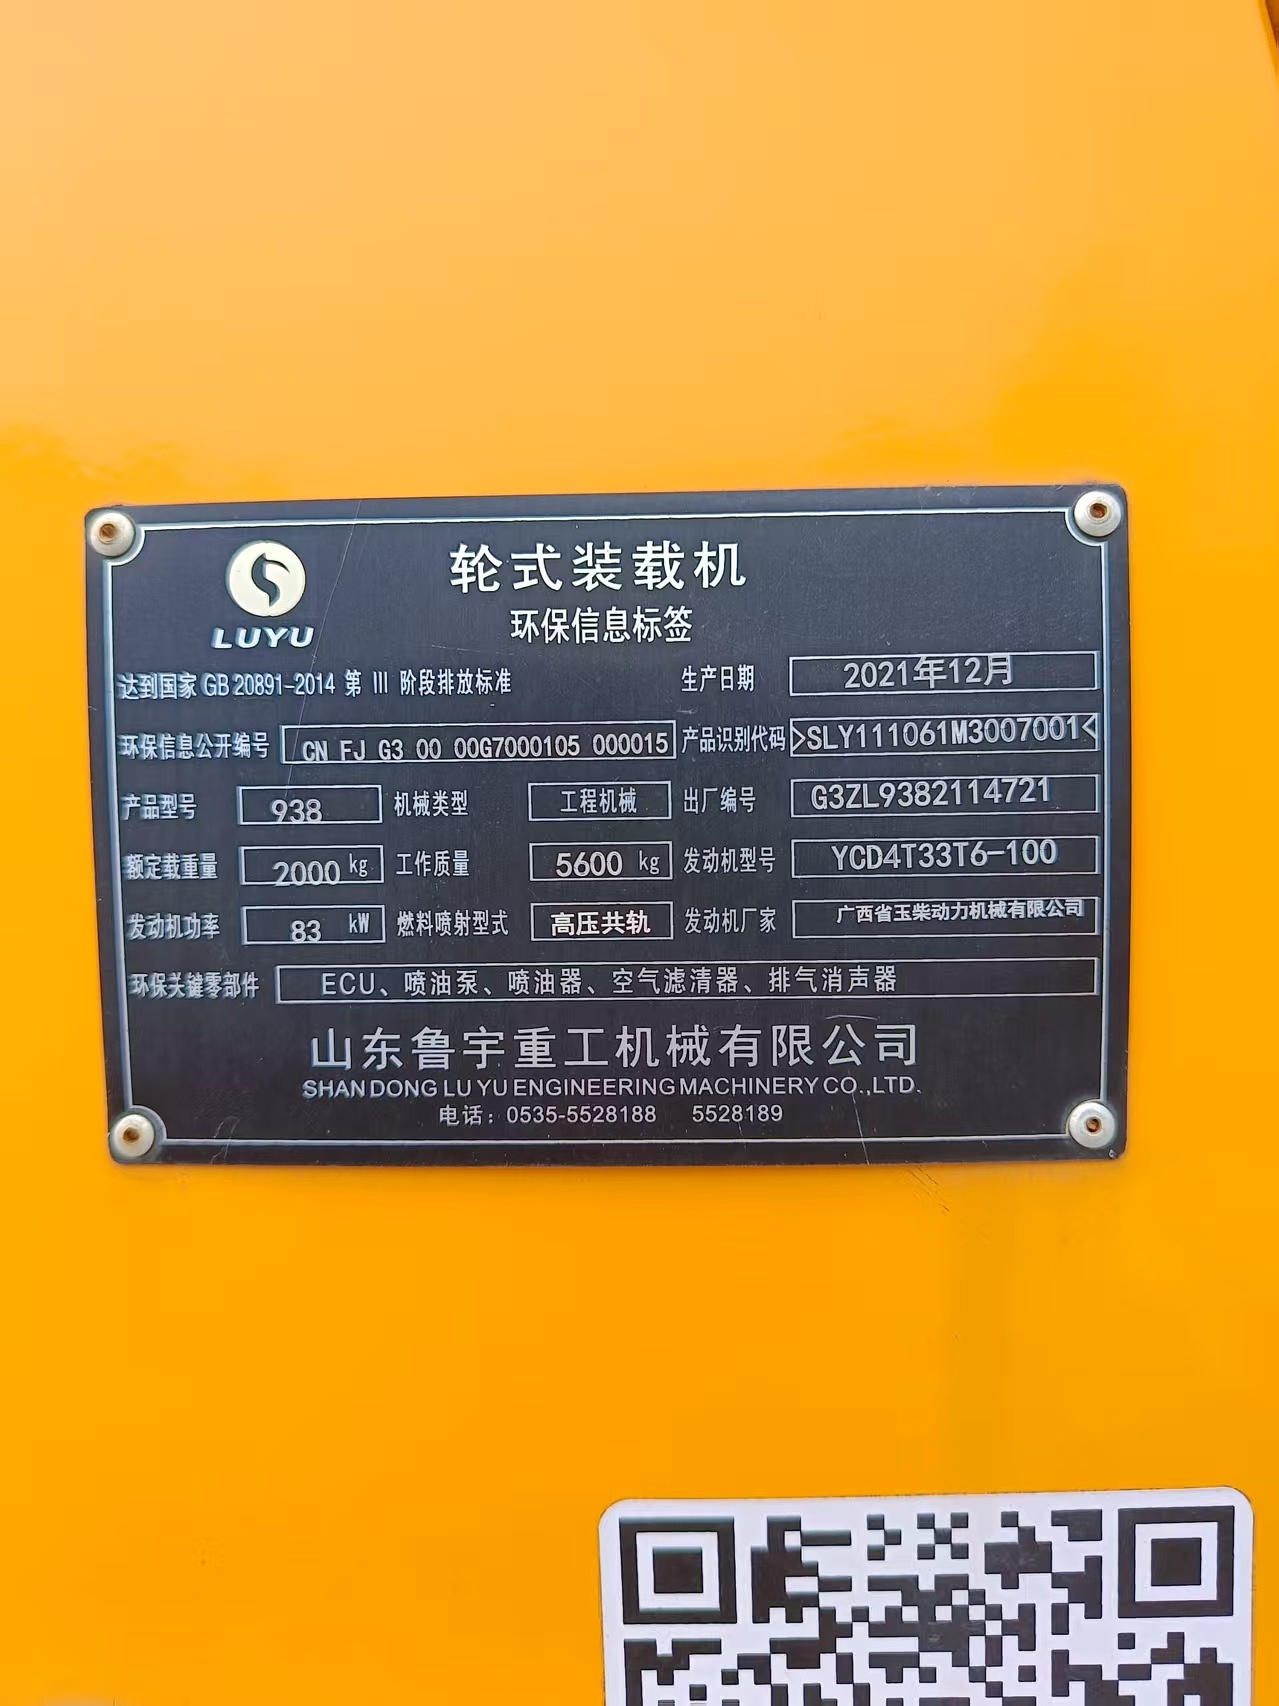 轮式装载机
LUYU
环保信息标签
达到国家 GB 20891-2014 第 III 阶段排放标准 生产日期 2021年12月
环保信息公开编号 CN FJ G3 00 00G7000105 000015 产品识别代码 >SLY111061M3007001<
产品型号 938 机械类型 工程机械 出厂编号 G3ZL9382114721
额定载重量 2000 kg 工作质量 5600 kg 发动机型号 YCD4T33T6-100
发动机功率 83 kW 燃料喷射型式 高压共轨 发动机厂家 广西省玉柴动力机械有限公司
环保关键零部件 ECU、喷油泵、喷油器、空气滤清器、排气消声器
山东鲁宇重工机械有限公司
SHAN DONG LU YU ENGINEERING MACHINERY CO.,LTD.
电话：0535-5528188 5528189